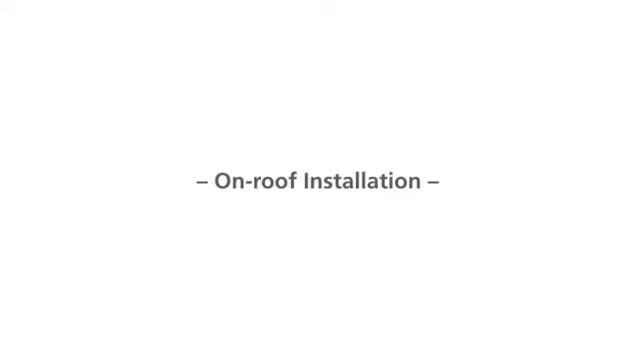 – On-roof Installation –